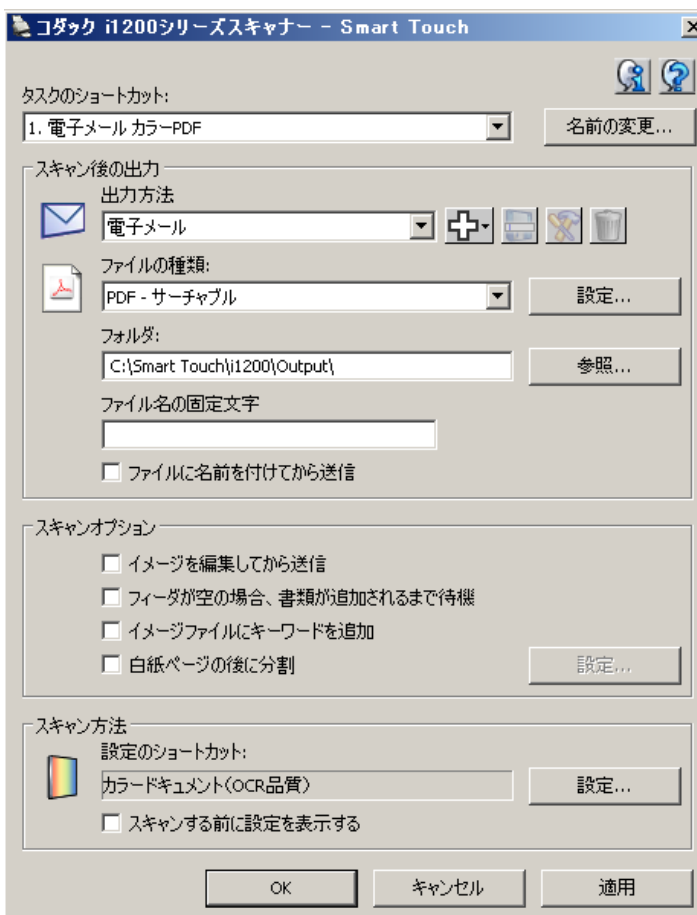 コダック i1200シリーズスキャナー - Smart Touch
タスクのショートカット:
1. 電子メール カラーPDF
名前の変更...
スキャン後の出力
出力方法
電子メール
ファイルの種類:
PDF - サーチャブル
設定...
フォルダ:
C:\Smart Touch\i1200\Output\
参照...
ファイル名の固定文字
ファイルに名前を付けてから送信
スキャンオプション
イメージを編集してから送信
フィーダが空の場合、書類が追加されるまで待機
イメージファイルにキーワードを追加
白紙ページの後に分割
設定...
スキャン方法
設定のショートカット:
カラードキュメント(OCR品質)
設定...
スキャンする前に設定を表示する
OK
キャンセル
適用